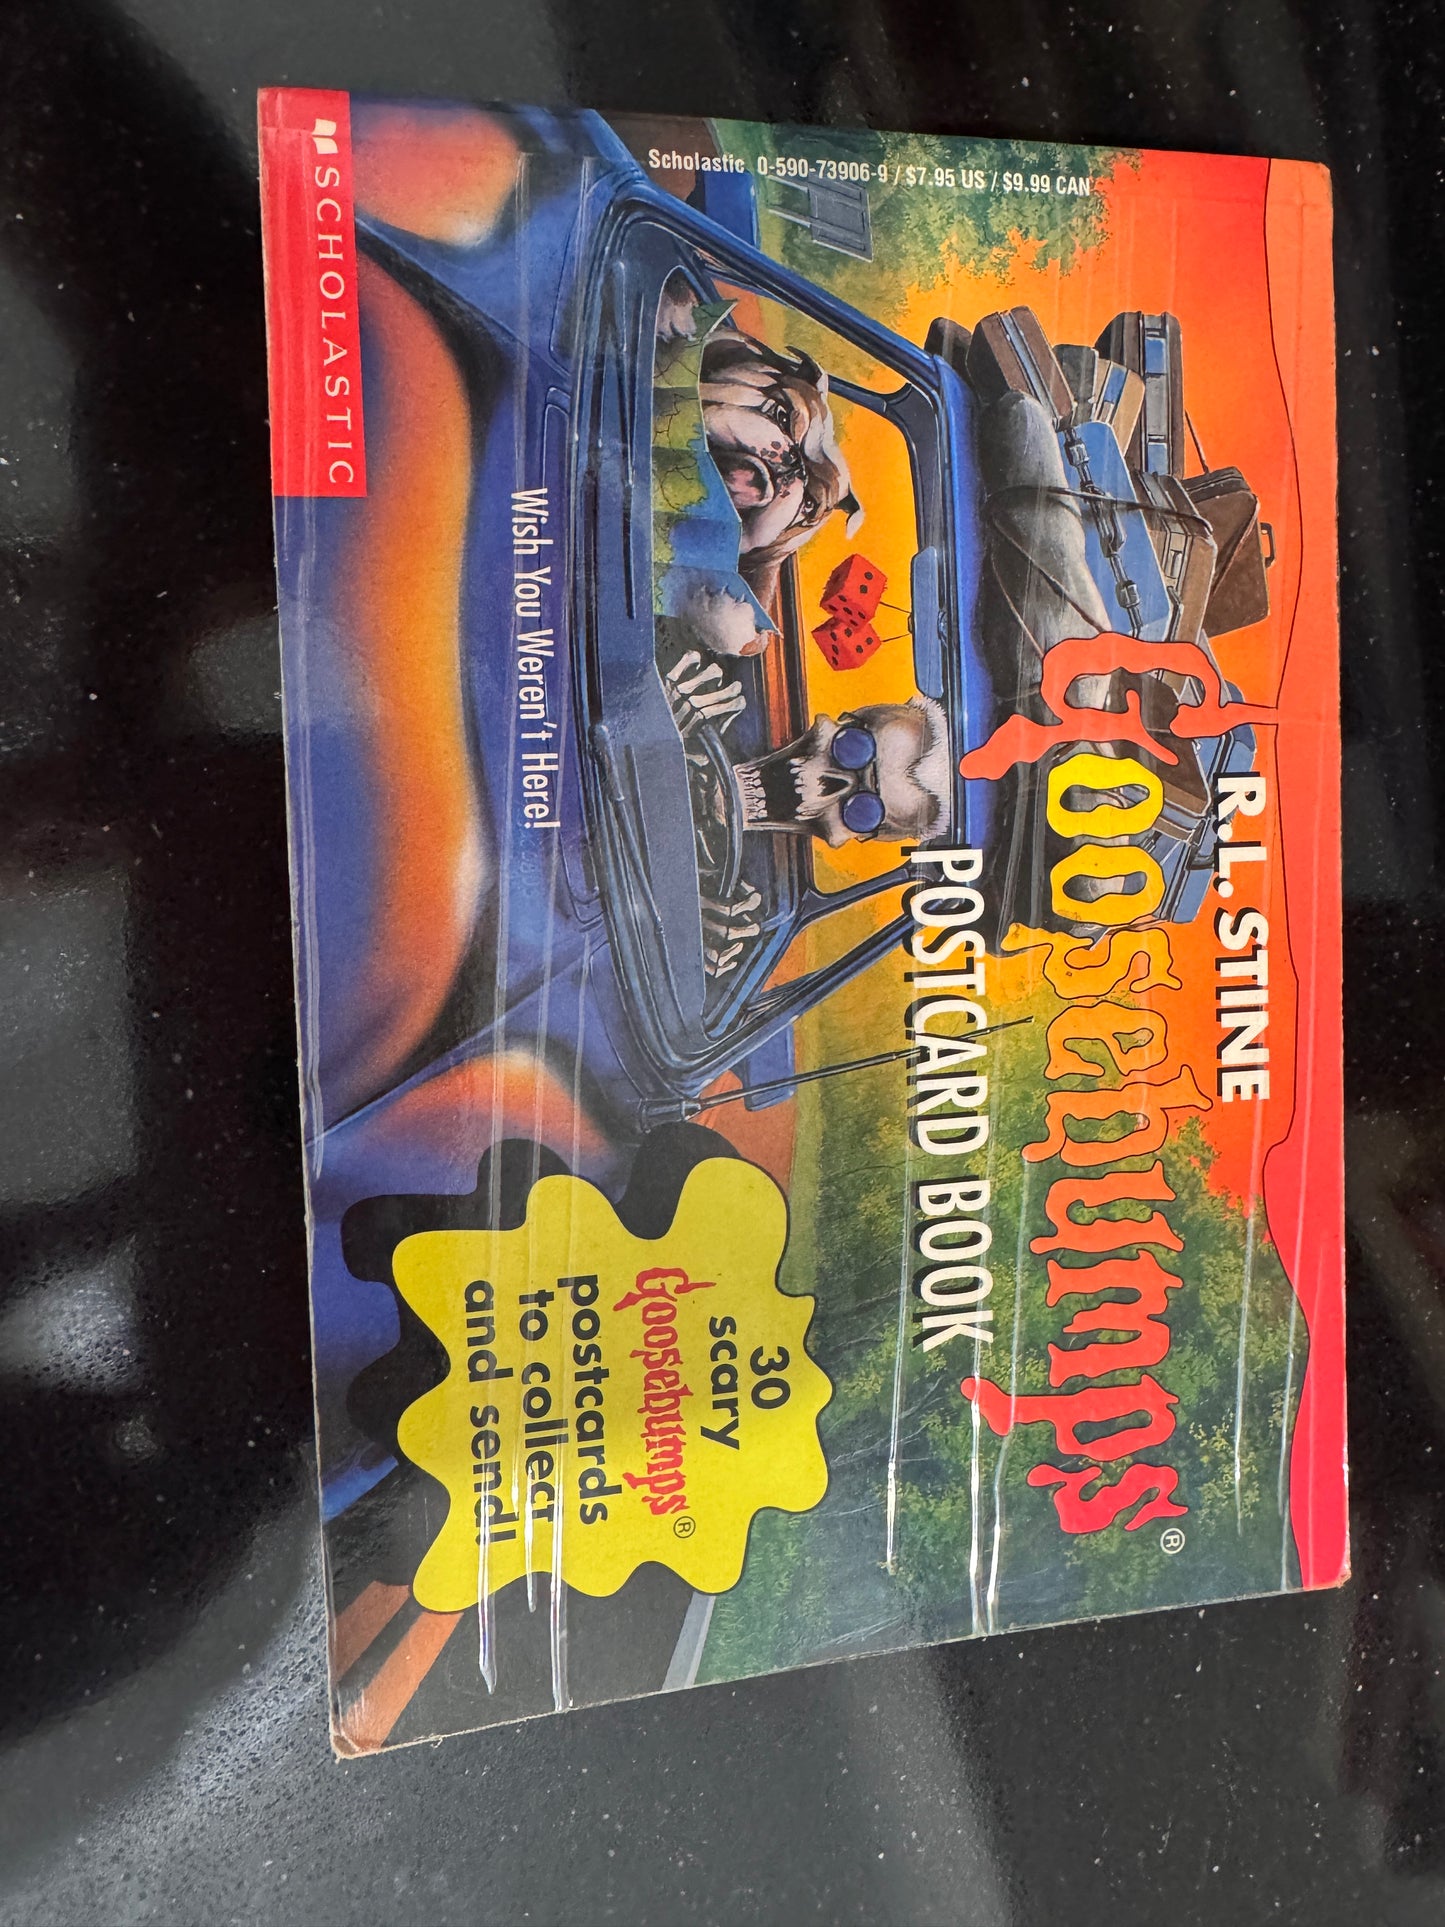 SCHOLASTIC
Scholastic 0-590-73906-9 / $7.95 US / $9.99 CAN
R.L. STINE
Goosebumps®
POSTCARD BOOK
Wish You Weren't Here!
30
scary
Goosebumps®
postcards
to collect
and send!